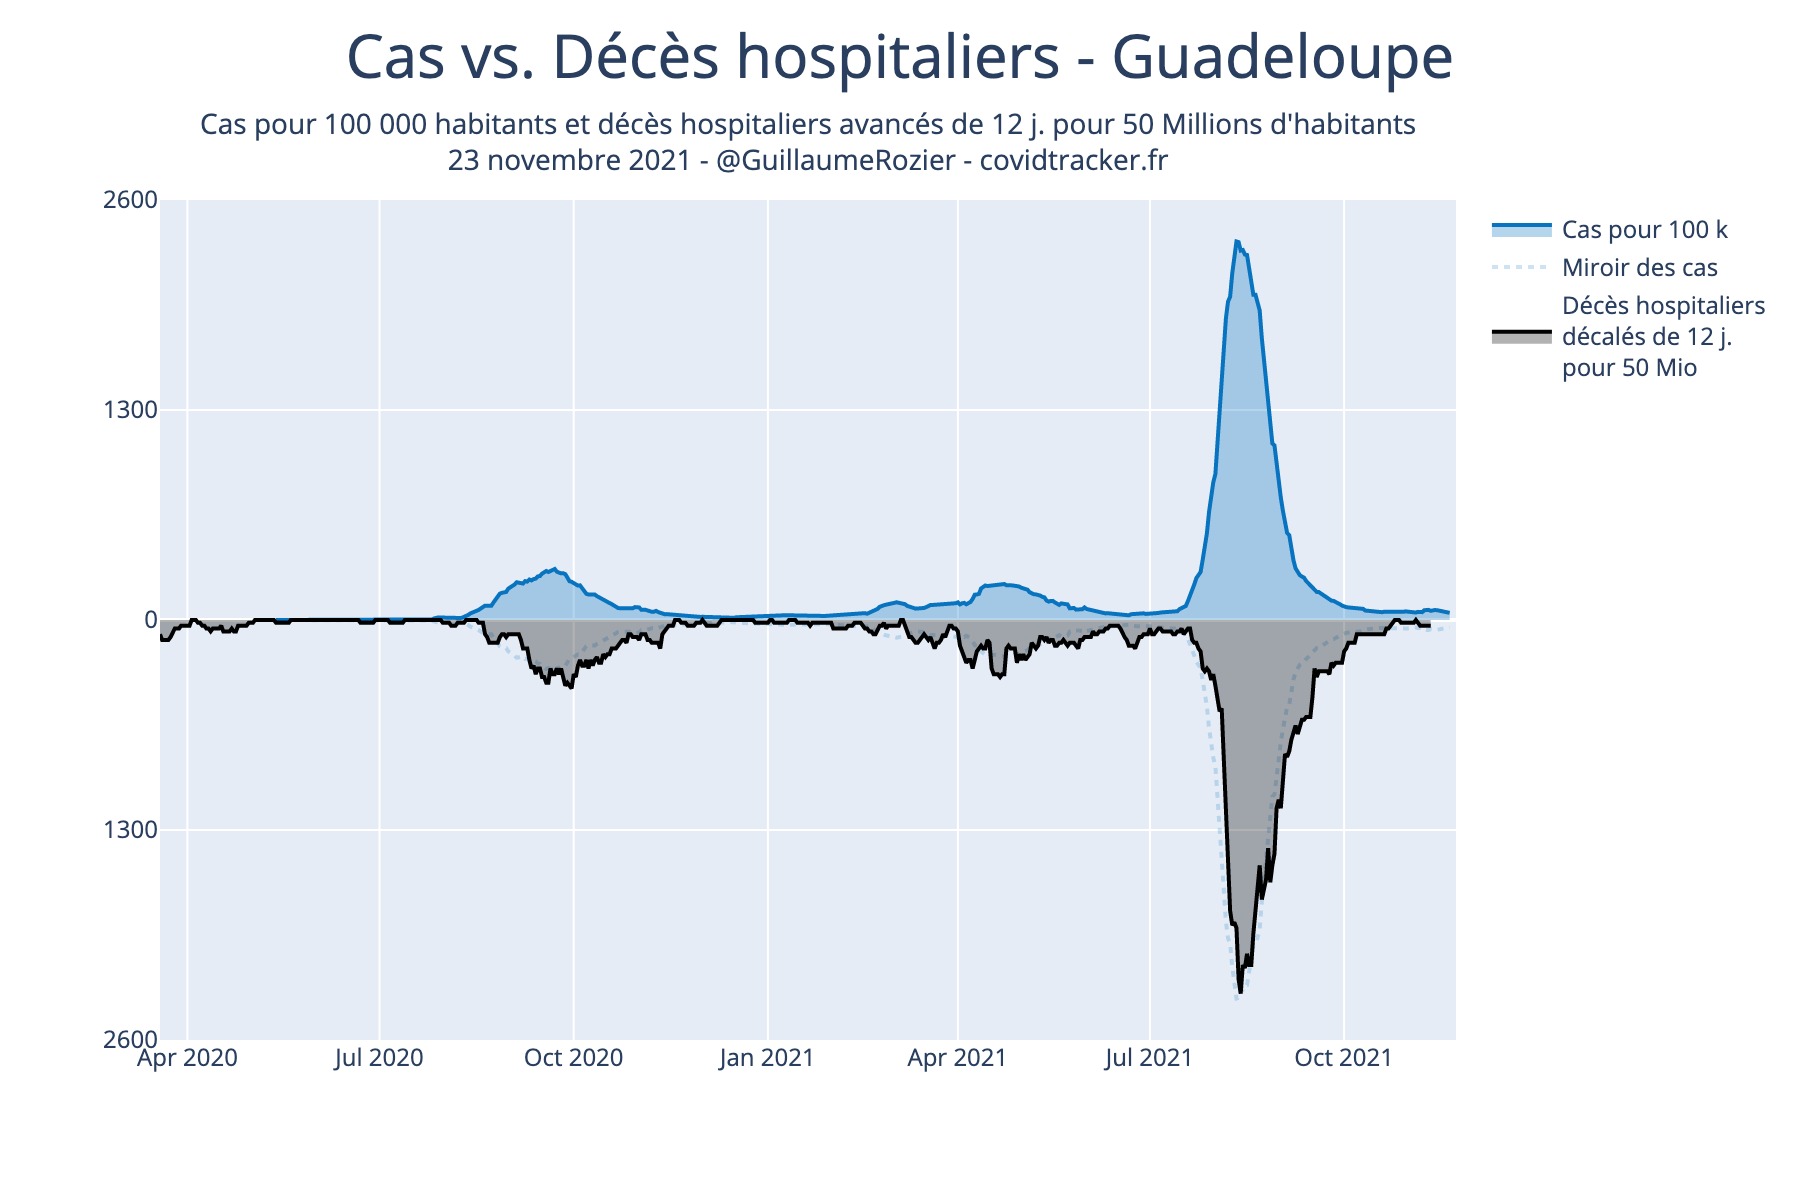 Cas vs. Décès hospitaliers - Guadeloupe
Cas pour 100 000 habitants et décès hospitaliers avancés de 12 j. pour 50 Millions d'habitants
23 novembre 2021 - @GuillaumeRozier - covidtracker.fr
2600
1300
0
1300
2600
Apr 2020
Jul 2020
Oct 2020
Jan 2021
Apr 2021
Jul 2021
Oct 2021
Cas pour 100 k
Miroir des cas
Décès hospitaliers
décalés de 12 j.
pour 50 Mio